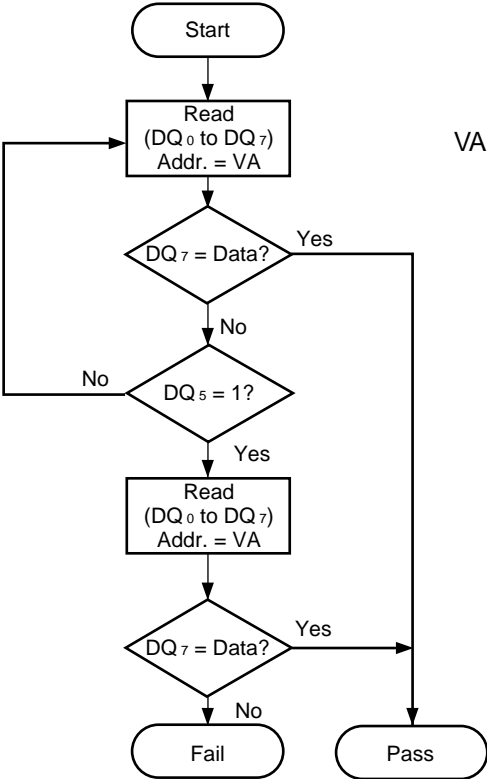 Start
Read
(DQ0 to DQ7)
Addr. = VA
VA
DQ7 = Data?
Yes
No
DQ5 = 1?
No
Yes
Read
(DQ0 to DQ7)
Addr. = VA
DQ7 = Data?
Yes
No
Fail
Pass